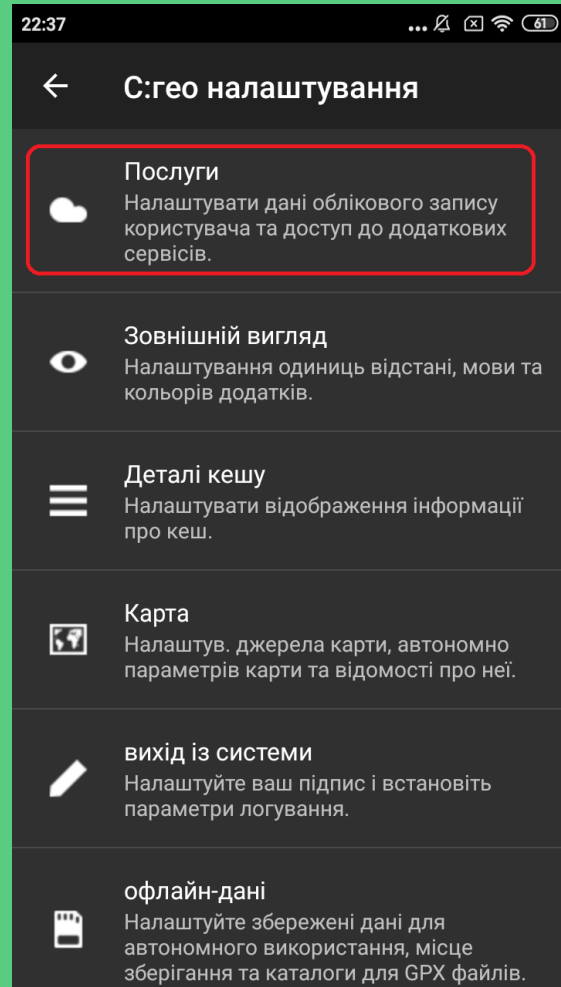 22:37
... 61
С:гео налаштування
Послуги
Налаштувати дані облікового запису
користувача та доступ до додаткових
сервісів.
Зовнішній вигляд
Налаштування одиниць відстані, мови та
кольорів додатків.
Деталі кешу
Налаштувати відображення інформації
про кеш.
Карта
Налаштув. джерела карти, автономно
параметрів карти та відомості про неї.
вихід із системи
Налаштуйте ваш підпис і встановіть
параметри логування.
офлайн-дані
Налаштуйте збережені дані для
автономного використання, місце
зберігання та каталоги для GPX файлів.